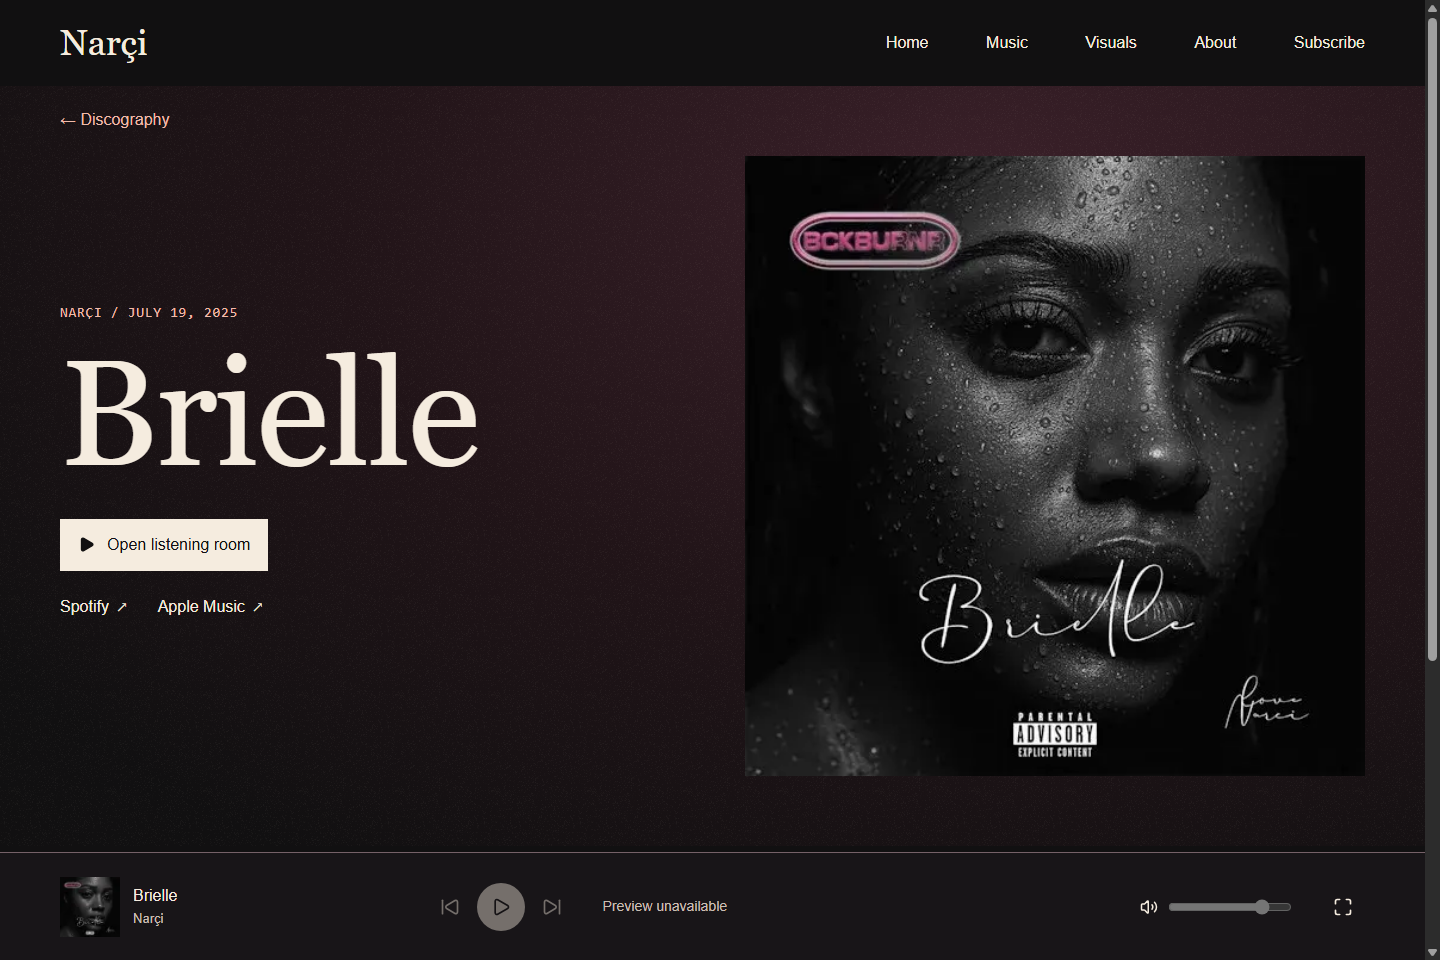 Narçi
Home
Music
Visuals
About
Subscribe
← Discography
NARÇI / JULY 19, 2025
Brielle
Open listening room
Spotify ↗
Apple Music ↗
BCKBURNR
Brielle
PARENTAL
ADVISORY
EXPLICIT CONTENT
Brielle
Narçi
Preview unavailable